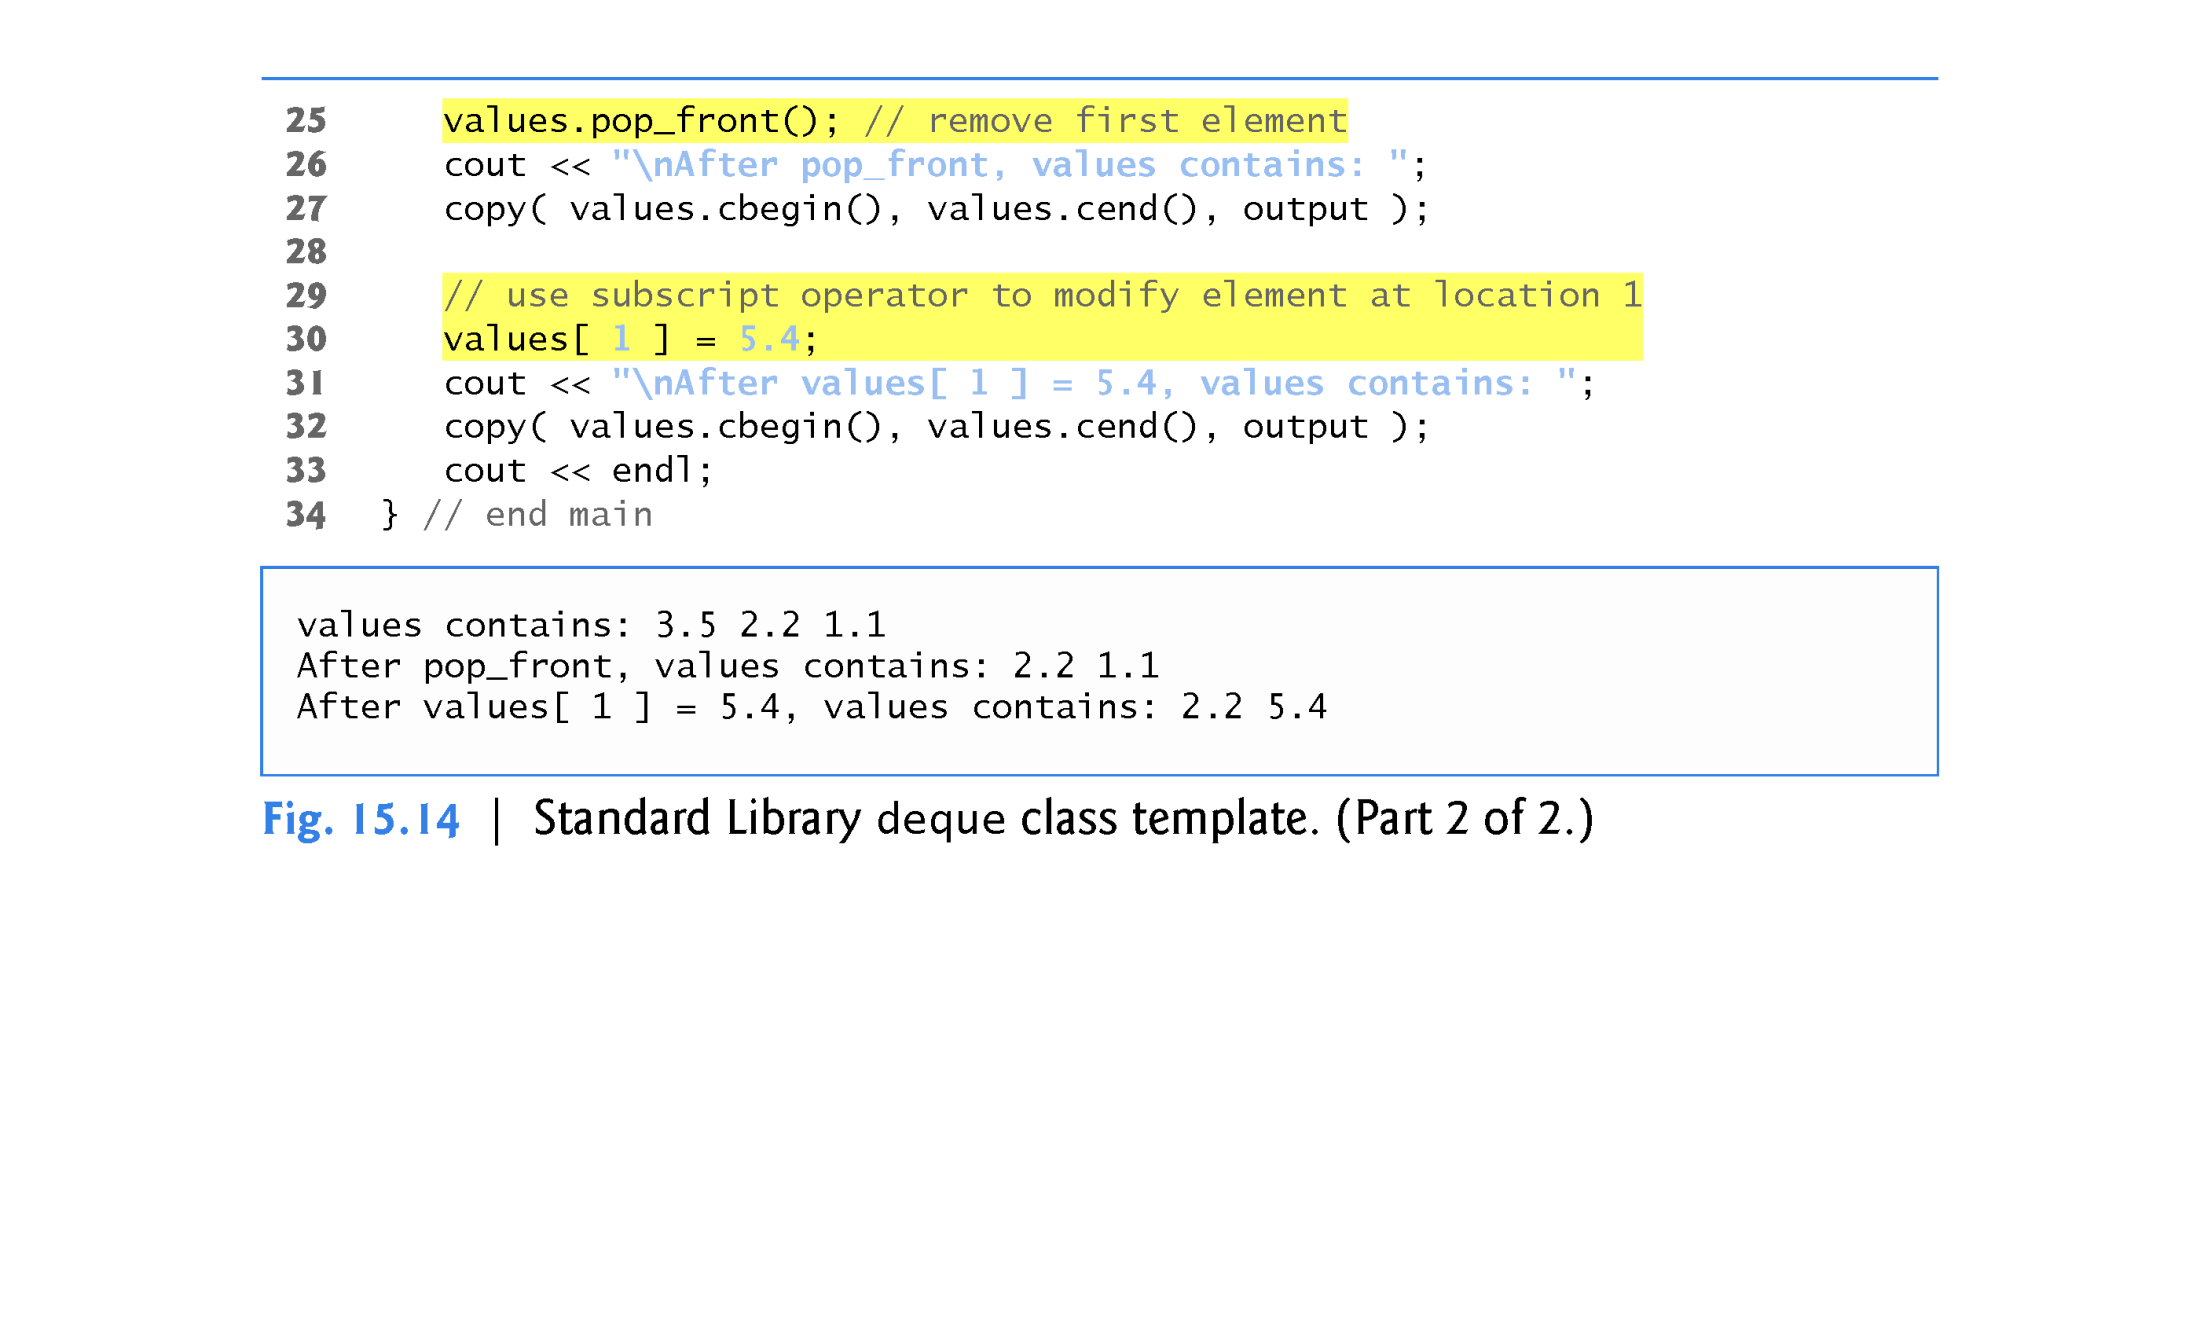 25 values.pop_front(); // remove first element
26 cout << "\nAfter pop_front, values contains: ";
27 copy( values.cbegin(), values.cend(), output );
28
29 // use subscript operator to modify element at location 1
30 values[ 1 ] = 5.4;
31 cout << "\nAfter values[ 1 ] = 5.4, values contains: ";
32 copy( values.cbegin(), values.cend(), output );
33 cout << endl;
34 } // end main
values contains: 3.5 2.2 1.1
After pop_front, values contains: 2.2 1.1
After values[ 1 ] = 5.4, values contains: 2.2 5.4
Fig. 15.14 | Standard Library deque class template. (Part 2 of 2.)